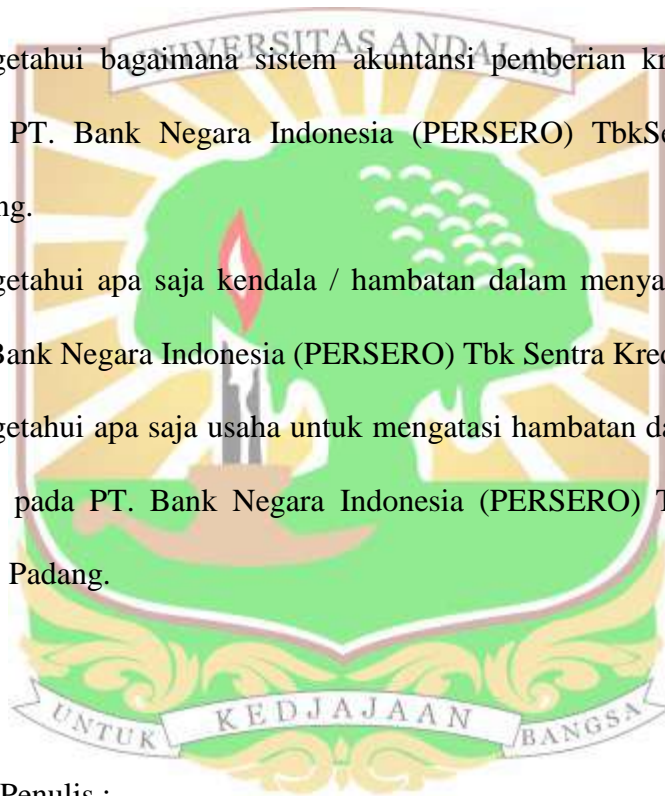 UNIVERSITAS ANDALAS
getahui bagaimana sistem akuntansi pemberian kr
PT. Bank Negara Indonesia (PERSERO) TbkSe
ng.
getahui apa saja kendala / hambatan dalam menya
Bank Negara Indonesia (PERSERO) Tbk Sentra Kred
getahui apa saja usaha untuk mengatasi hambatan da
pada PT. Bank Negara Indonesia (PERSERO) T
Padang.
UNTUK KEDJAJAAN BANGSA
Penulis :